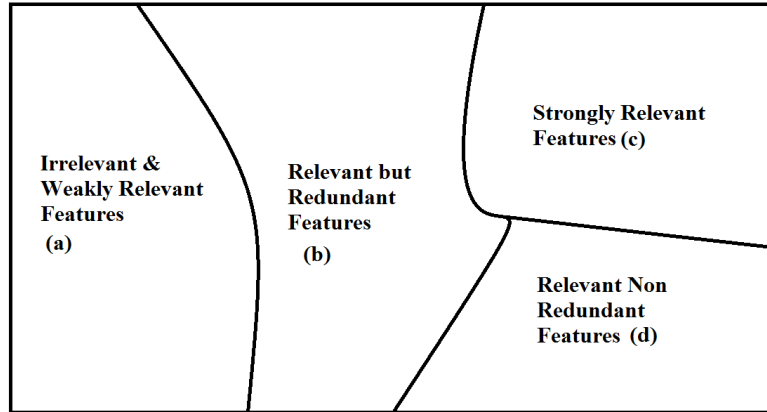 Irrelevant &
Weakly Relevant
Features
(a)
Relevant but
Redundant
Features
(b)
Strongly Relevant
Features (c)
Relevant Non
Redundant
Features (d)